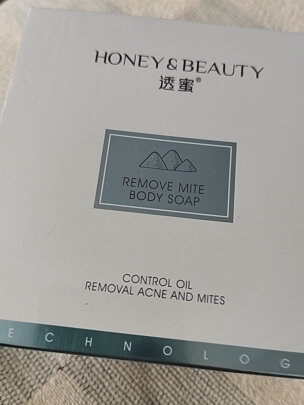 HONEY & BEAUTY
透蜜®
REMOVE MITE
BODY SOAP
CONTROL OIL
REMOVAL ACNE AND MITES
ECHNOLOG